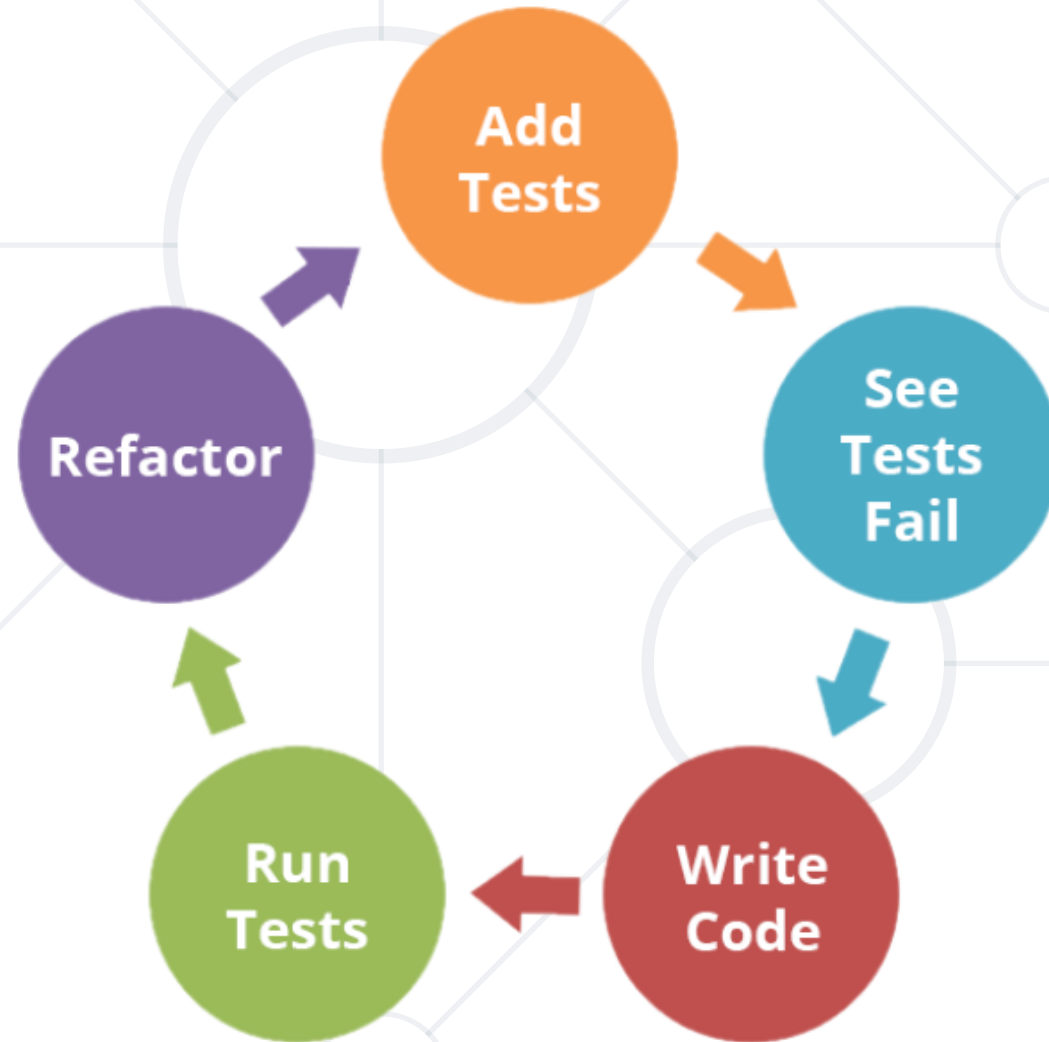 Add
Tests
See
Tests
Fail
Write
Code
Run
Tests
Refactor